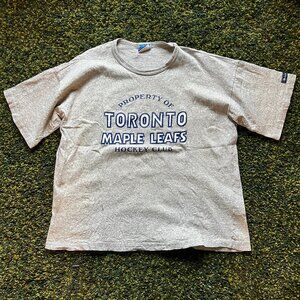 PROPERTY OF
TORONTO
MAPLE LEAFS
HOCKEY CLUB